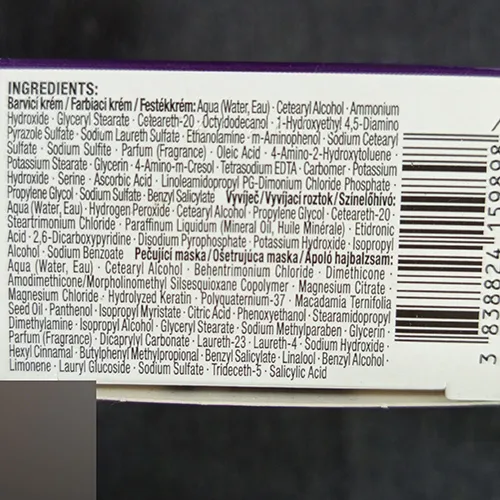 INGREDIENTS:
Barvicí krém / Farbiaci krém / Festékkrém: Aqua (Water, Eau) · Cetearyl Alcohol · Ammonium
Hydroxide · Glyceryl Stearate · Ceteareth-20 · Octyldodecanol · 1-Hydroxyethyl 4,5-Diamino
Pyrazole Sulfate · Sodium Laureth Sulfate · Ethanolamine · m-Aminophenol · Sodium Cetearyl
Sulfate · Sodium Sulfite · Parfum (Fragrance) · Oleic Acid · 4-Amino-2-Hydroxytoluene ·
Potassium Stearate · Glycerin · 4-Amino-m-Cresol · Tetrasodium EDTA · Carbomer · Potassium
Hydroxide · Serine · Ascorbic Acid · Linoleamidopropyl PG-Dimonium Chloride Phosphate ·
Propylene Glycol · Sodium Sulfate · Benzyl Salicylate Vyvíječ / Vyvíjací roztok / Színelőhívó:
Aqua (Water, Eau) · Hydrogen Peroxide · Cetearyl Alcohol · Propylene Glycol · Ceteareth-20 ·
Steartrimonium Chloride · Paraffinum Liquidum (Mineral Oil, Huile Minérale) · Etidronic
Acid · 2,6-Dicarboxypyridine · Disodium Pyrophosphate · Potassium Hydroxide · Isopropyl
Alcohol · Sodium Benzoate Pečující maska / Ošetrujúca maska / Ápoló hajbalzsam:
Aqua (Water, Eau) · Cetearyl Alcohol · Behentrimonium Chloride · Dimethicone ·
Amodimethicone/Morpholinomethyl Silsesquioxane Copolymer · Magnesium Citrate ·
Magnesium Chloride · Hydrolyzed Keratin · Polyquaternium-37 · Macadamia Ternifolia
Seed Oil · Panthenol · Isopropyl Myristate · Citric Acid · Phenoxyethanol · Stearamidopropyl
Dimethylamine · Isopropyl Alcohol · Glyceryl Stearate · Sodium Methylparaben · Glycerin ·
Parfum (Fragrance) · Dicaprylyl Carbonate · Laureth-23 · Laureth-4 · Sodium Hydroxide ·
Hexyl Cinnamal · Butylphenyl Methylpropional · Benzyl Salicylate · Linalool · Benzyl Alcohol ·
Limonene · Lauryl Glucoside · Sodium Sulfate · Trideceth-5 · Salicylic Acid
3 838824 159898